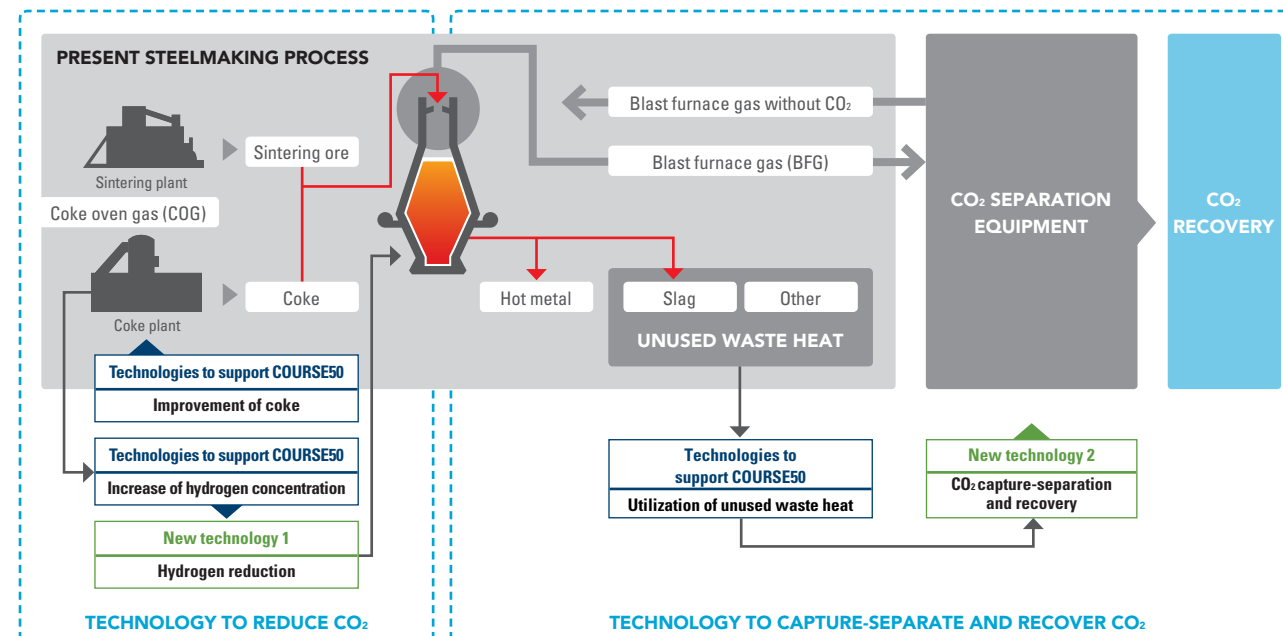 PRESENT STEELMAKING PROCESS
Sintering plant
Sintering ore
Coke oven gas (COG)
Coke plant
Coke
Blast furnace gas without CO₂
Blast furnace gas (BFG)
Hot metal
Slag
Other
UNUSED WASTE HEAT
CO₂ SEPARATION
EQUIPMENT
CO₂
RECOVERY
Technologies to support COURSE50
Improvement of coke
Technologies to support COURSE50
Increase of hydrogen concentration
New technology 1
Hydrogen reduction
Technologies to
support COURSE50
Utilization of unused waste heat
New technology 2
CO₂ capture-separation
and recovery
TECHNOLOGY TO REDUCE CO₂
TECHNOLOGY TO CAPTURE-SEPARATE AND RECOVER CO₂